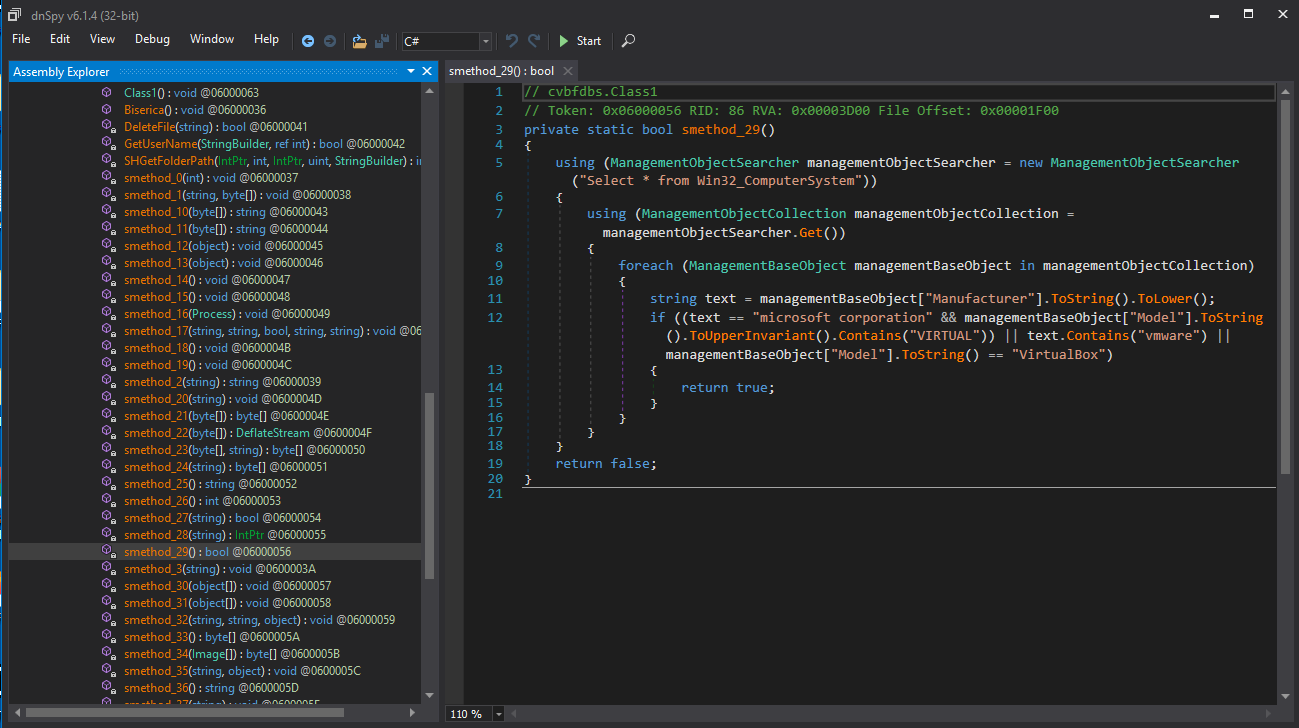 dnSpy v6.1.4 (32-bit)
File Edit View Debug Window Help C# Start
Assembly Explorer
Class1() : void @06000063
Biserica() : void @06000036
DeleteFile(string) : bool @06000041
GetUserName(StringBuilder, ref int) : bool @06000042
SHGetFolderPath(IntPtr, int, IntPtr, uint, StringBuilder) : in
smethod_0(int) : void @06000037
smethod_1(string, byte[]) : void @06000038
smethod_10(byte[]) : string @06000043
smethod_11(byte[]) : string @06000044
smethod_12(object) : void @06000045
smethod_13(object) : void @06000046
smethod_14() : void @06000047
smethod_15() : void @06000048
smethod_16(Process) : void @06000049
smethod_17(string, string, bool, string, string) : void @06
smethod_18() : void @0600004B
smethod_19() : void @0600004C
smethod_2(string) : string @06000039
smethod_20(string) : void @0600004D
smethod_21(byte[]) : byte[] @0600004E
smethod_22(byte[]) : DeflateStream @0600004F
smethod_23(byte[], string) : byte[] @06000050
smethod_24(string) : byte[] @06000051
smethod_25() : string @06000052
smethod_26() : int @06000053
smethod_27(string) : bool @06000054
smethod_28(string) : IntPtr @06000055
smethod_29() : bool @06000056
smethod_3(string) : void @0600003A
smethod_30(object[]) : void @06000057
smethod_31(object[]) : void @06000058
smethod_32(string, string, object) : void @06000059
smethod_33() : byte[] @0600005A
smethod_34(Image[]) : byte[] @0600005B
smethod_35(string, object) : void @0600005C
smethod_36() : string @0600005D
smethod_29() : bool
1 // cvbfdbs.Class1
2 // Token: 0x06000056 RID: 86 RVA: 0x00003D00 File Offset: 0x00001F00
3 private static bool smethod_29()
4 {
5 using (ManagementObjectSearcher managementObjectSearcher = new ManagementObjectSearcher
("Select * from Win32_ComputerSystem"))
6 {
7 using (ManagementObjectCollection managementObjectCollection =
managementObjectSearcher.Get())
8 {
9 foreach (ManagementBaseObject managementBaseObject in managementObjectCollection)
10 {
11 string text = managementBaseObject["Manufacturer"].ToString().ToLower();
12 if ((text == "microsoft corporation" && managementBaseObject["Model"].ToString
().ToUpperInvariant().Contains("VIRTUAL")) || text.Contains("vmware") ||
managementBaseObject["Model"].ToString() == "VirtualBox")
13 {
14 return true;
15 }
16 }
17 }
18 }
19 return false;
20 }
21
110 %